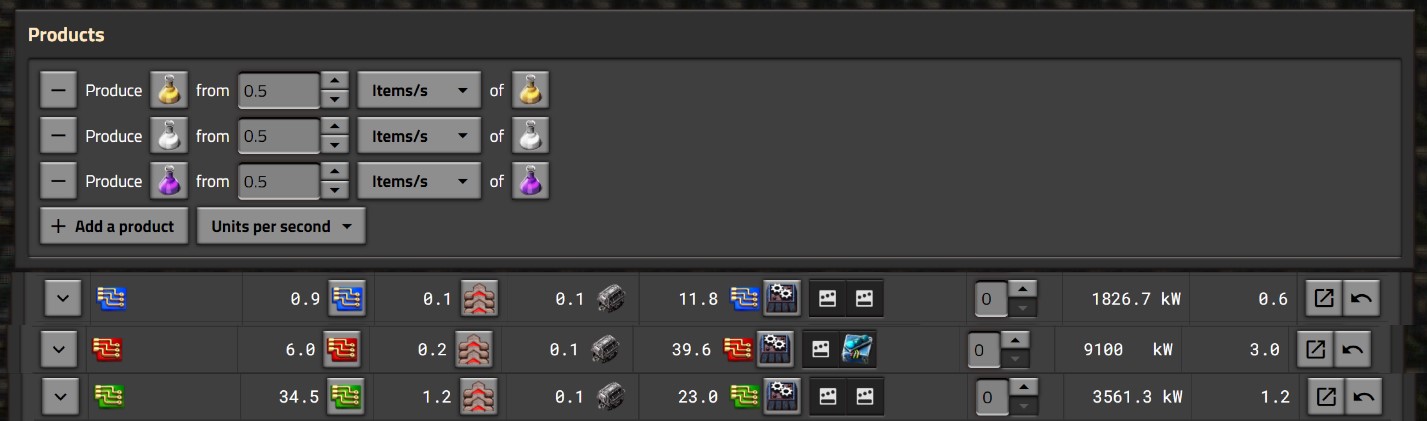 Products
Produce from 0.5 Items/s of
Produce from 0.5 Items/s of
Produce from 0.5 Items/s of
+ Add a product Units per second
0.9 0.1 0.1 11.8 0 1826.7 kW 0.6
6.0 0.2 0.1 39.6 0 9100 kW 3.0
34.5 1.2 0.1 23.0 0 3561.3 kW 1.2